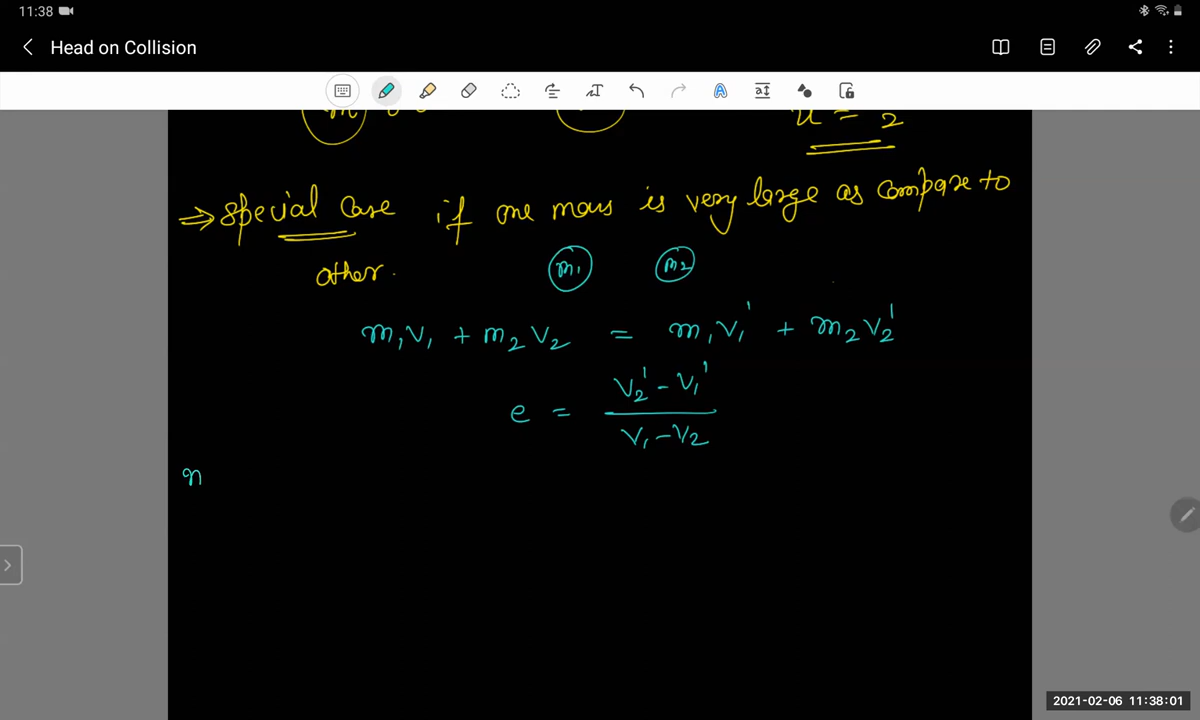 11:38
Head on Collision
m
u = 2
⇒ Special Case if one mass is very large as compare to
other. m₁ m₂
m₁v₁ + m₂v₂ = m₁v₁' + m₂v₂'
e = (v₂' - v₁') / (v₁ - v₂)
m
2021-02-06 11:38:01